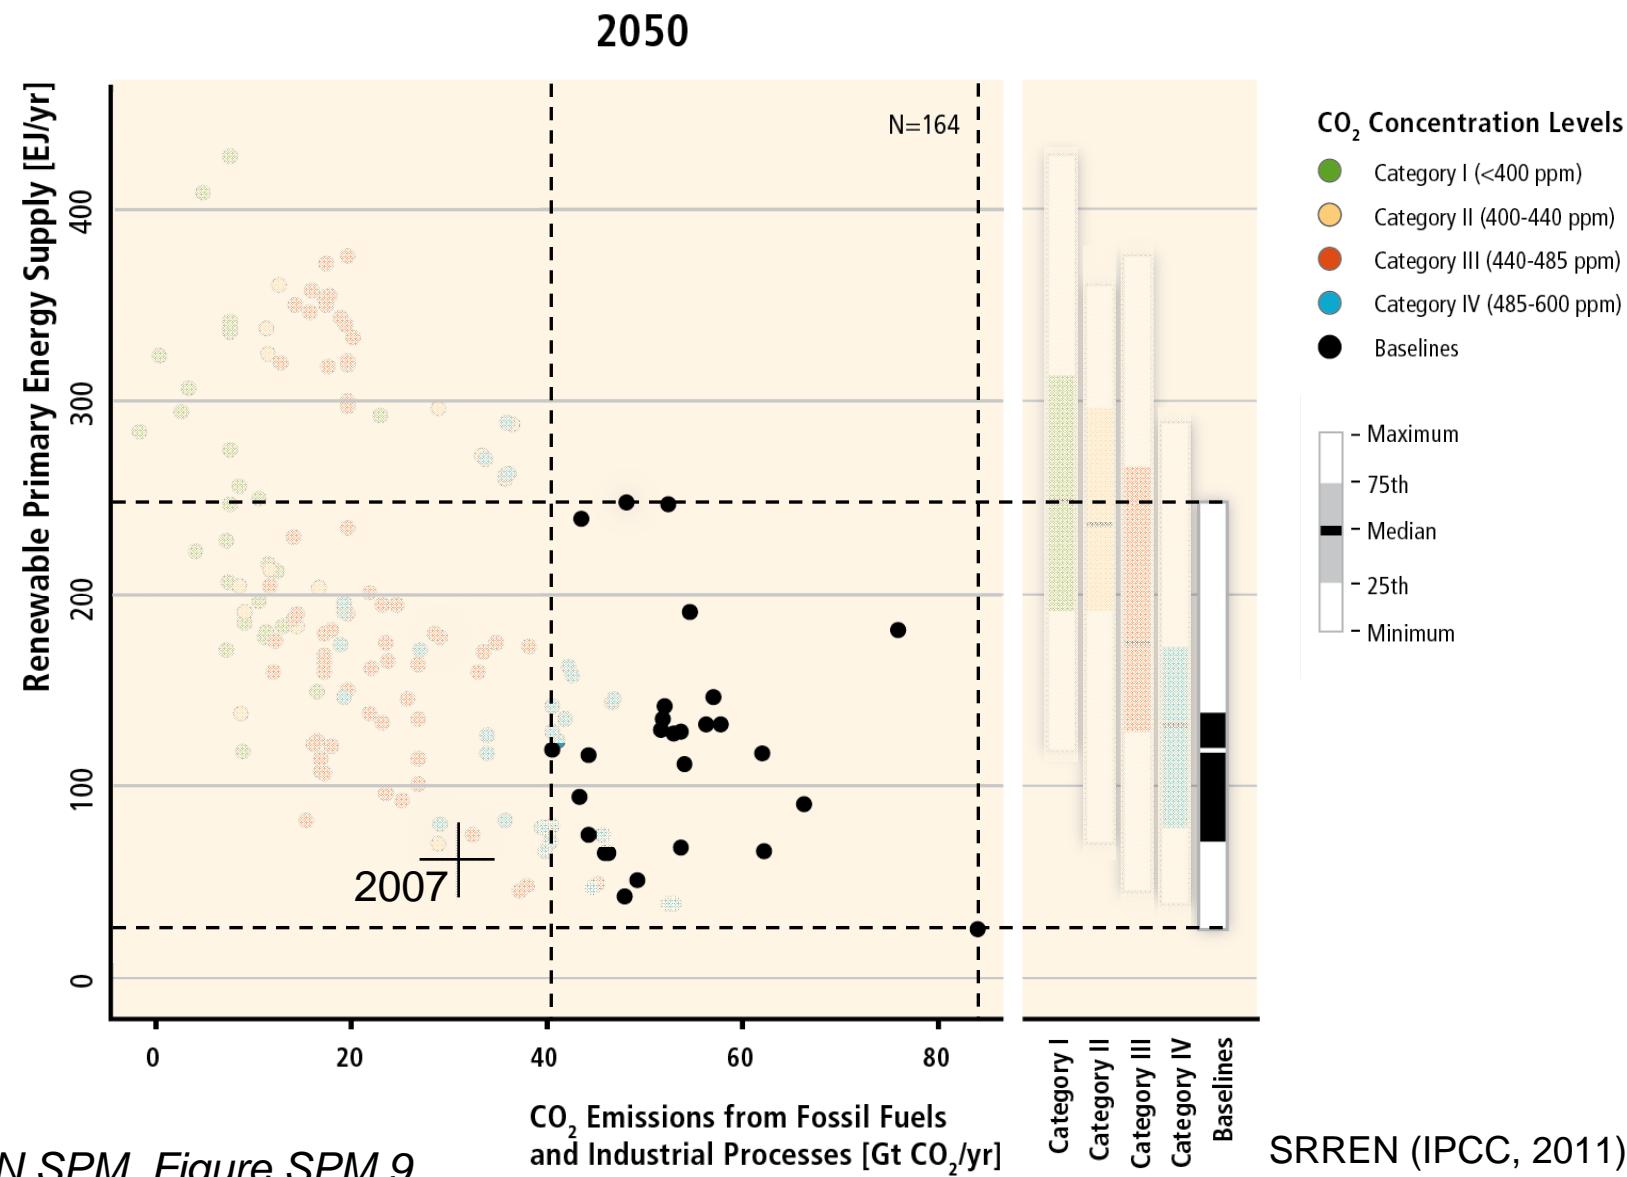 2050
Renewable Primary Energy Supply [EJ/yr]
400
300
200
100
0
N=164
2007
0 20 40 60 80
CO2 Emissions from Fossil Fuels
and Industrial Processes [Gt CO2/yr]
Category I
Category II
Category III
Category IV
Baselines
CO2 Concentration Levels
Category I (<400 ppm)
Category II (400-440 ppm)
Category III (440-485 ppm)
Category IV (485-600 ppm)
Baselines
Maximum
75th
Median
25th
Minimum
N SPM, Figure SPM.9
SRREN (IPCC, 2011)